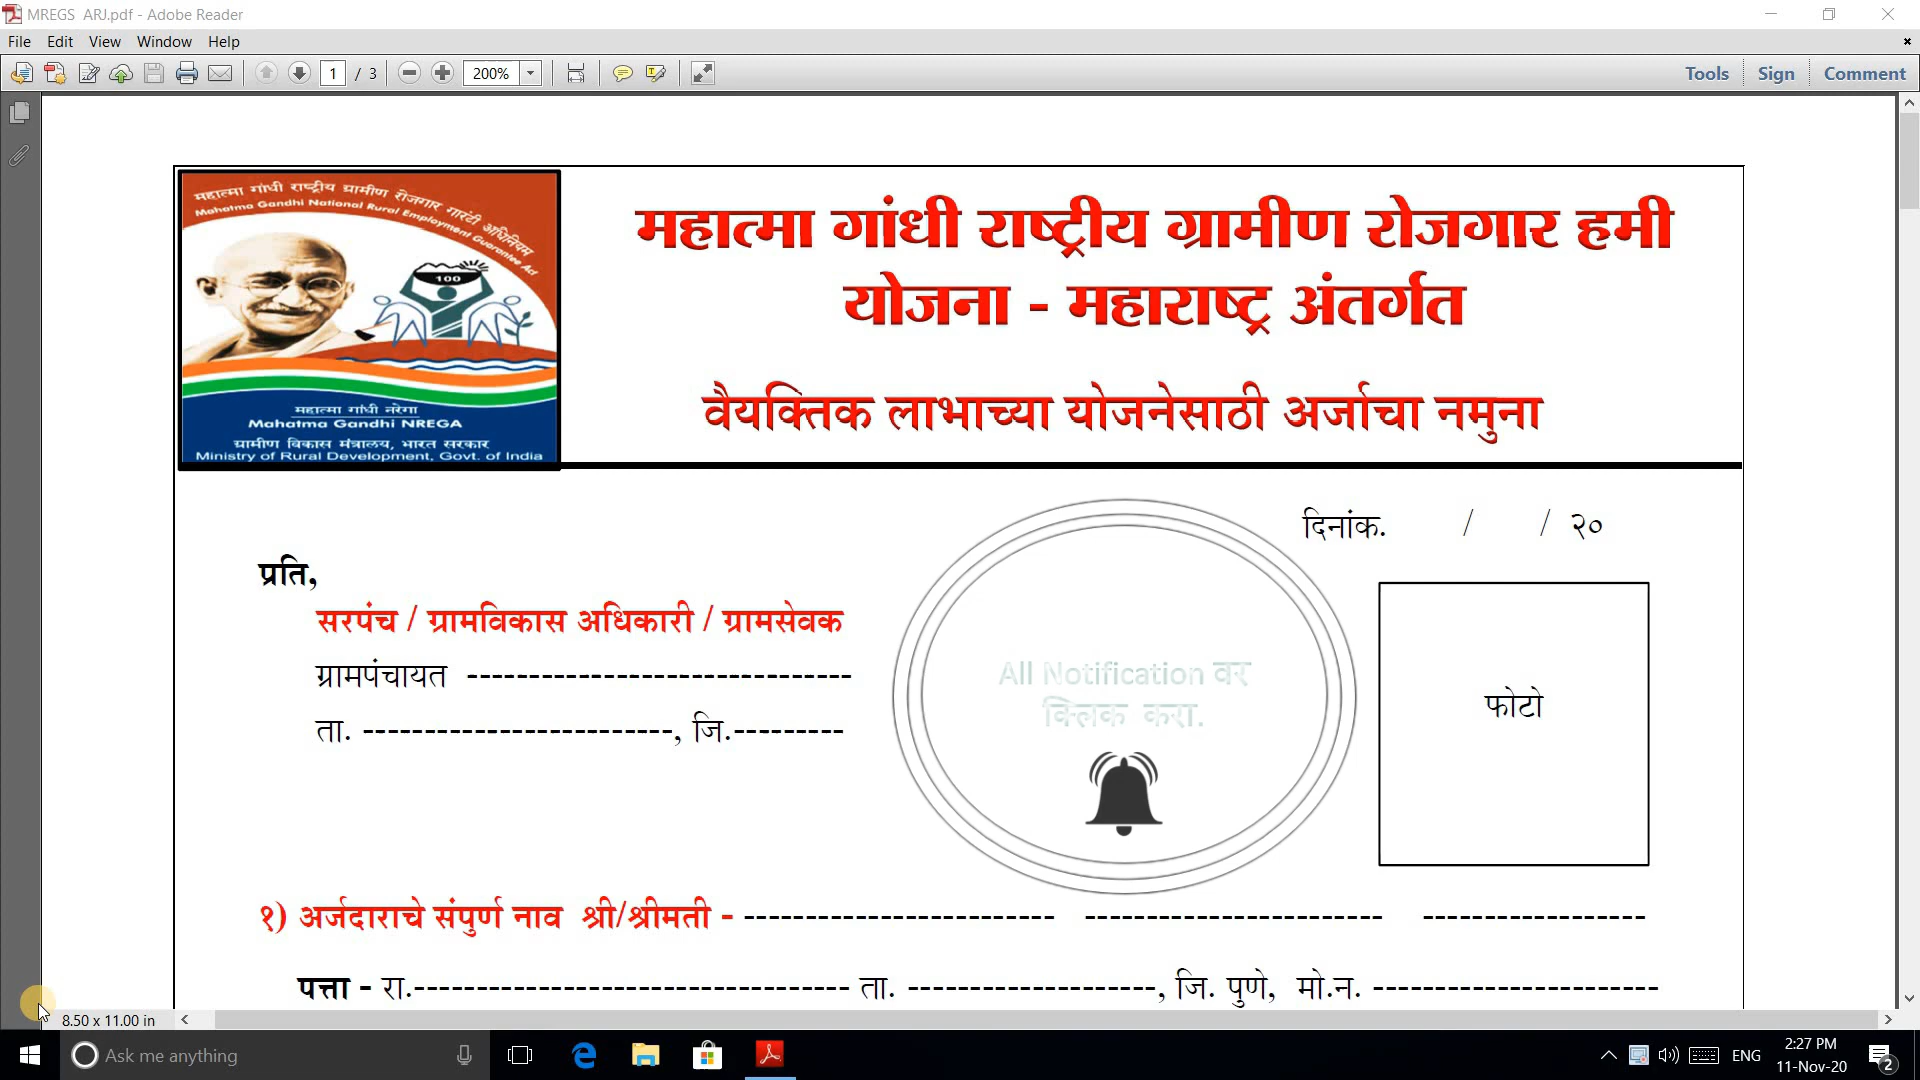 MREGS  ARJ.pdf - Adobe Reader
File Edit View Window Help
1 / 3 200% Tools Sign Comment
महात्मा गांधी राष्ट्रीय ग्रामीण रोजगार गारंटी अधिनियम
Mahatma Gandhi National Rural Employment Guarantee Act
100
महात्मा गांधी नरेगा
Mahatma Gandhi NREGA
ग्रामीण विकास मंत्रालय, भारत सरकार
Ministry of Rural Development, Govt. of India
महात्मा गांधी राष्ट्रीय ग्रामीण रोजगार हमी
योजना - महाराष्ट्र अंतर्गत
वैयक्तिक लाभाच्या योजनेसाठी अर्जाचा नमुना
दिनांक. / / २०
प्रति,
सरपंच / ग्रामविकास अधिकारी / ग्रामसेवक
ग्रामपंचायत -------------------------------
ता. -------------------------, जि.---------
All Notification वर
क्लिक करा.
फोटो
१) अर्जदाराचे संपुर्ण नाव श्री/श्रीमती - ------------------------- ------------------------ ------------------
पत्ता - रा.----------------------------------- ता. --------------------, जि. पुणे, मो.न. -----------------------
8.50 x 11.00 in
Ask me anything
ENG
2:27 PM
11-Nov-20
2